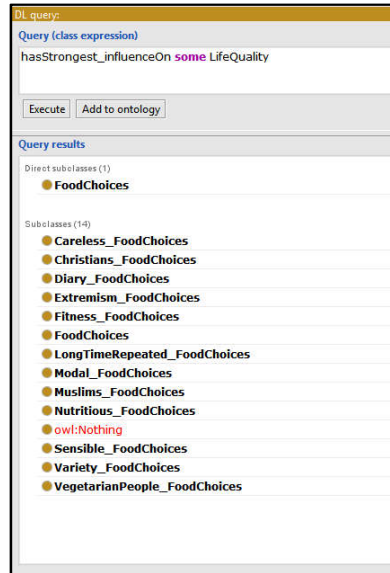 DL query:
Query (class expression)
hasStrongest_influenceOn some LifeQuality
Execute Add to ontology
Query results
Direct subclasses (1)
FoodChoices
Subclasses (14)
Careless_FoodChoices
Christians_FoodChoices
Diary_FoodChoices
Extremism_FoodChoices
Fitness_FoodChoices
FoodChoices
LongTimeRepeated_FoodChoices
Modal_FoodChoices
Muslims_FoodChoices
Nutritious_FoodChoices
owl:Nothing
Sensible_FoodChoices
Variety_FoodChoices
VegetarianPeople_FoodChoices